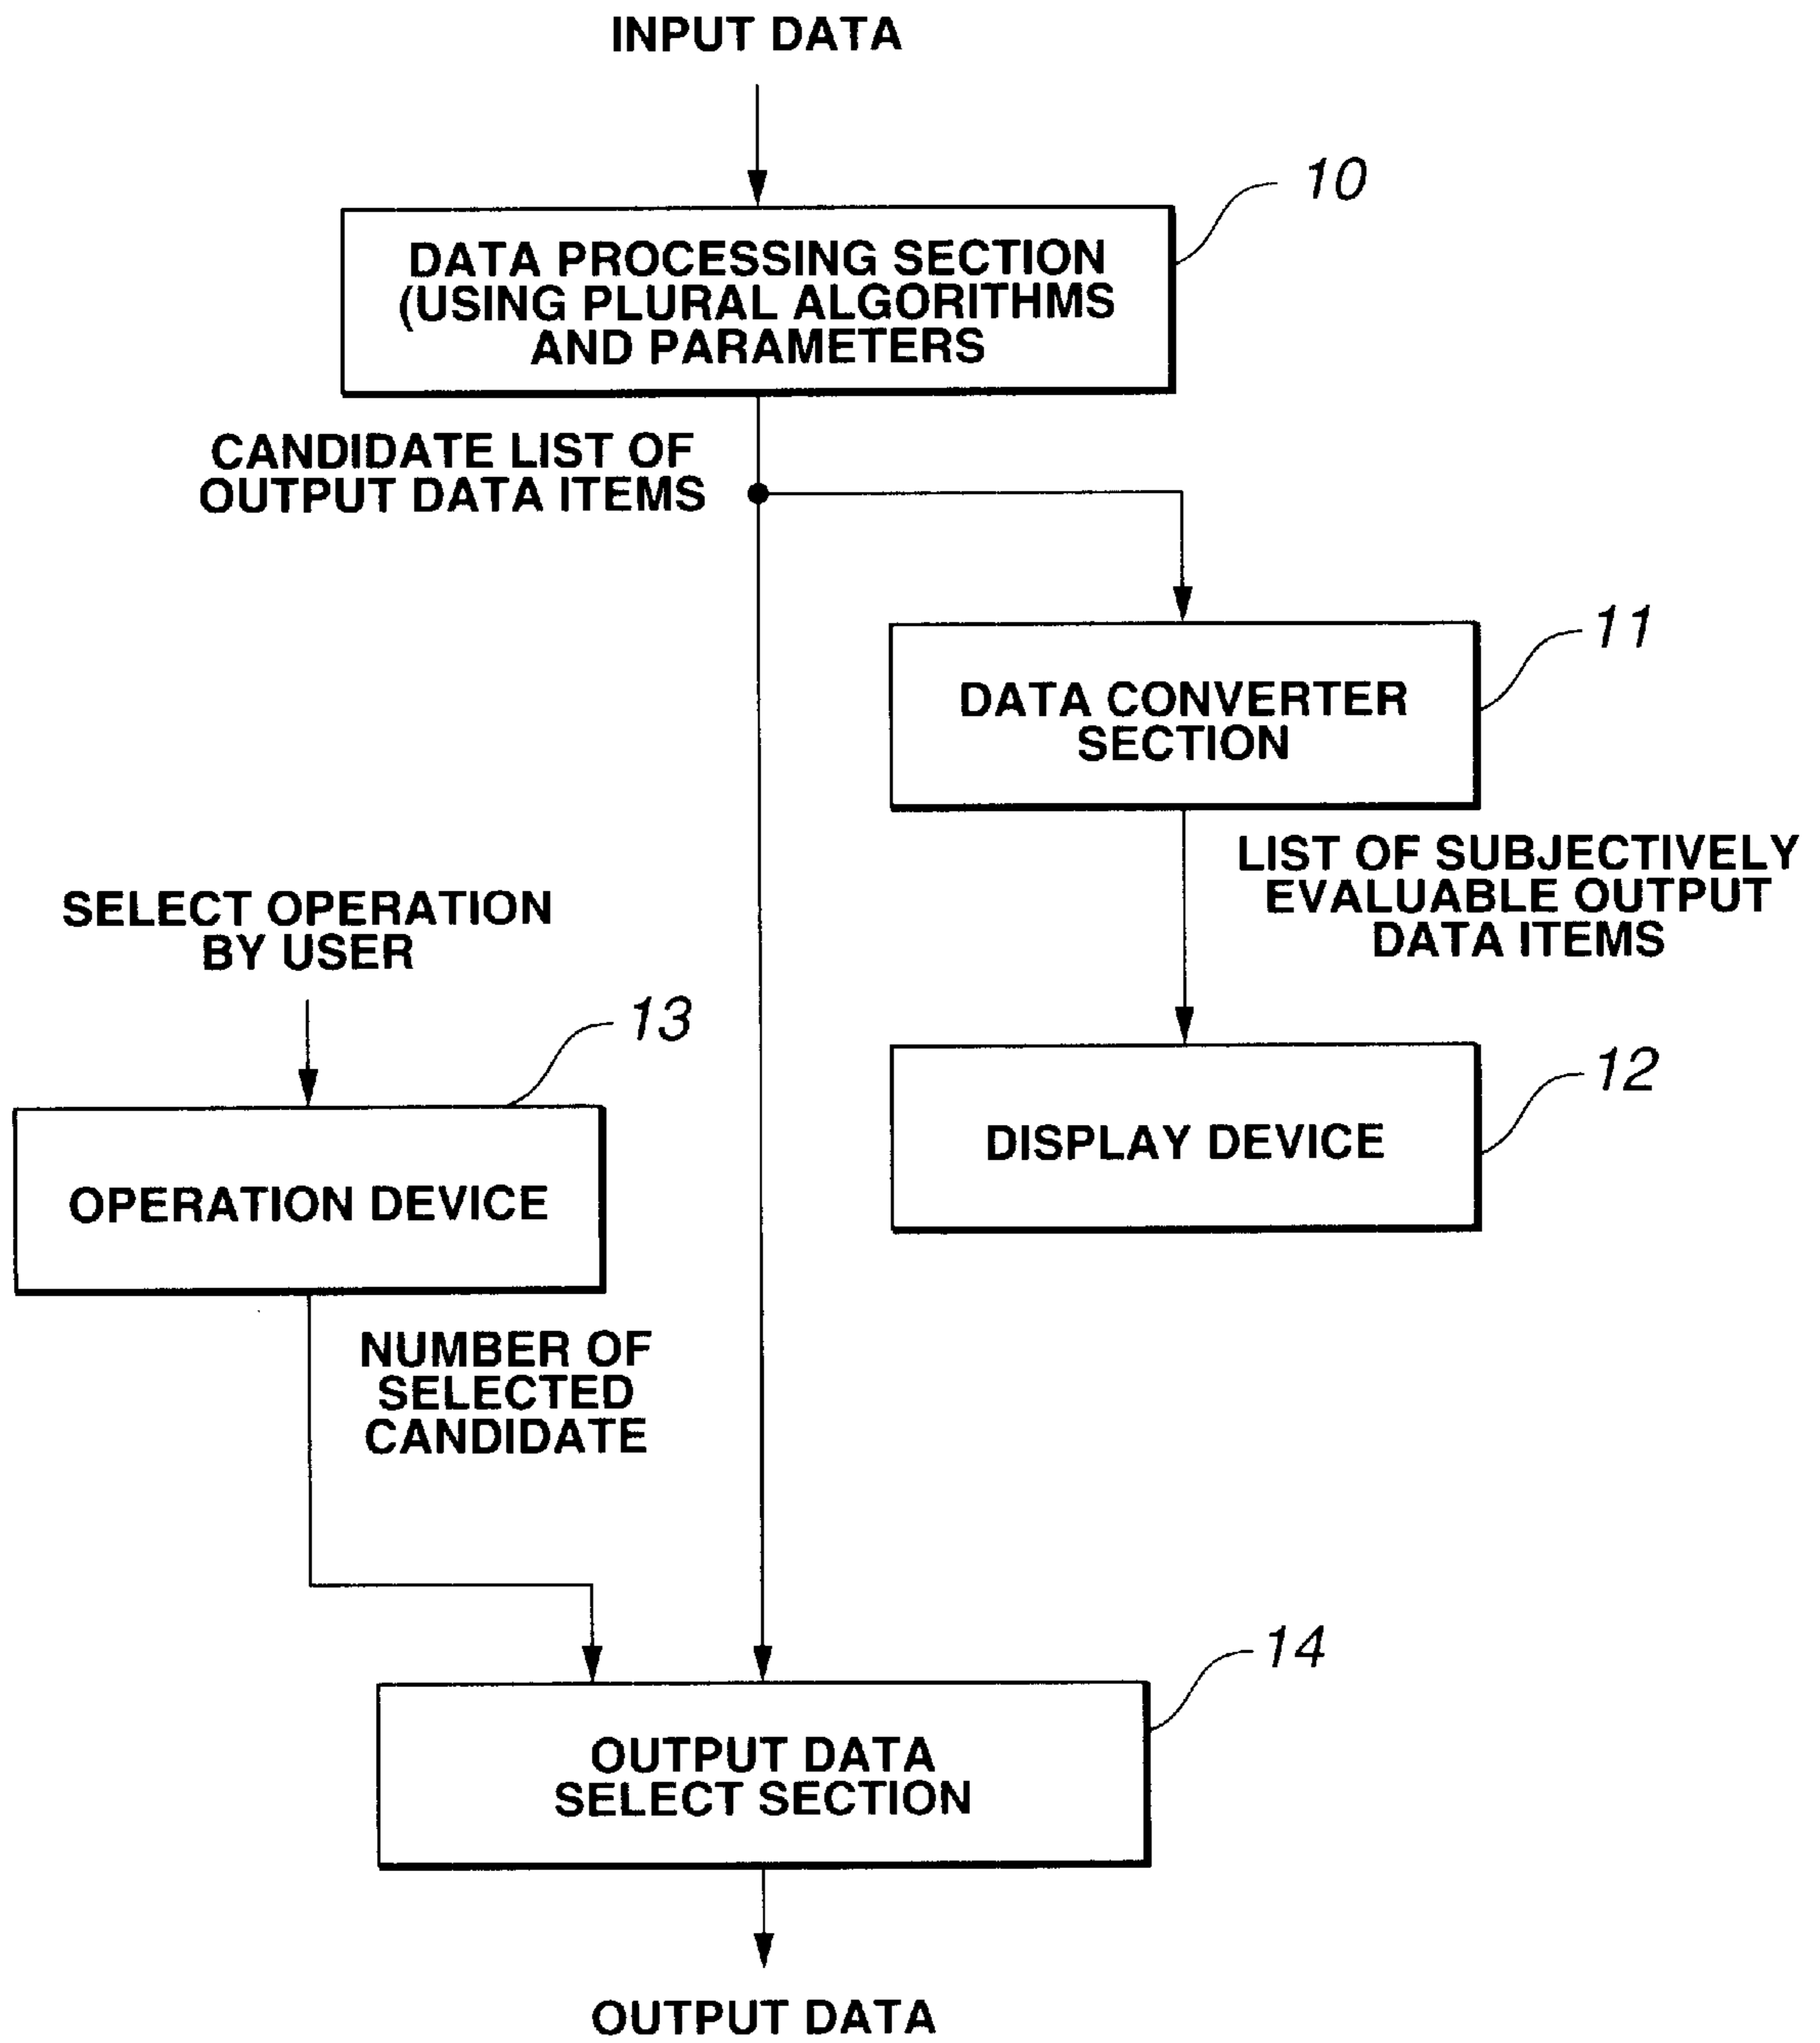 INPUT DATA
10
DATA PROCESSING SECTION
(USING PLURAL ALGORITHMS
AND PARAMETERS
CANDIDATE LIST OF
OUTPUT DATA ITEMS
11
DATA CONVERTER
SECTION
LIST OF SUBJECTIVELY
EVALUABLE OUTPUT
DATA ITEMS
SELECT OPERATION
BY USER
13
12
DISPLAY DEVICE
OPERATION DEVICE
NUMBER OF
SELECTED
CANDIDATE
14
OUTPUT DATA
SELECT SECTION
OUTPUT DATA